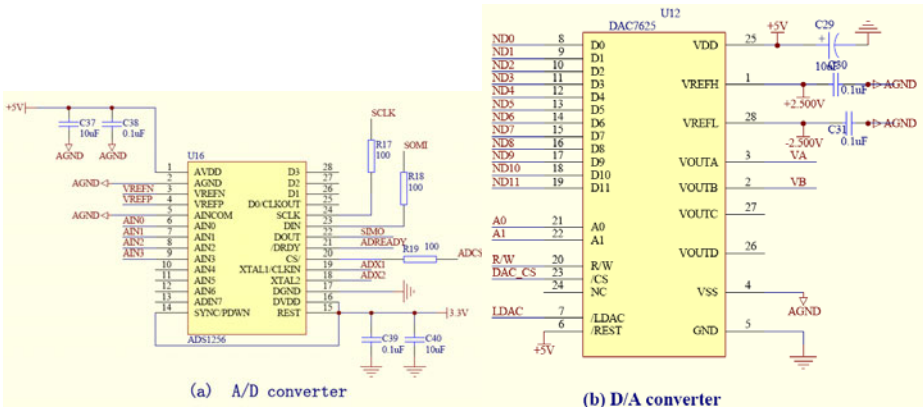 +5V
C37
10uF
C38
0.1uF
AGND
AGND
U16
SCLK
SOMI
R17
100
R18
100
1 AVDD D3 28
AGND 2 AGND D2 27
VREFN 3 VREFN D1 26
VREFP 4 VREFP D0/CLKOUT 25
AGND 5 AINCOM SCLK 24
AIN0 6 AIN0 DIN 23
AIN1 7 AIN1 DOUT 22 SIMO
AIN2 8 AIN2 /DRDY 21 ADREADY
AIN3 9 AIN3 CS/ 20 R19 100 ADCS
10 AIN4 XTAL1/CLKIN 19 ADX1
11 AIN5 XTAL2 18 ADX2
12 AIN6 DGND 17
13 ADIN7 DVDD 16
14 SYNC/PDWN REST 15 3.3V
ADS1256
C39
0.1uF
C40
10uF
(a) A/D converter
U12
DAC7625
ND0 8 D0
ND1 9 D1
ND2 10 D2
ND3 11 D3
ND4 12 D4
ND5 13 D5
ND6 14 D6
ND7 15 D7
ND8 16 D8
ND9 17 D9
ND10 18 D10
ND11 19 D11
A0 21 A0
A1 22 A1
R/W 20 R/W
DAC_CS 23 /CS
24 NC
LDAC 7 /LDAC
6 /REST
+5V
VDD 25 +5V C29
+
10uF
VREFH 1 C30
0.1uF AGND
+2.500V
VREFL 28 AGND
-2.500V C31
0.1uF
VOUTA 3 VA
VOUTB 2 VB
VOUTC 27
VOUTD 26
VSS 4
AGND
GND 5
(b) D/A converter